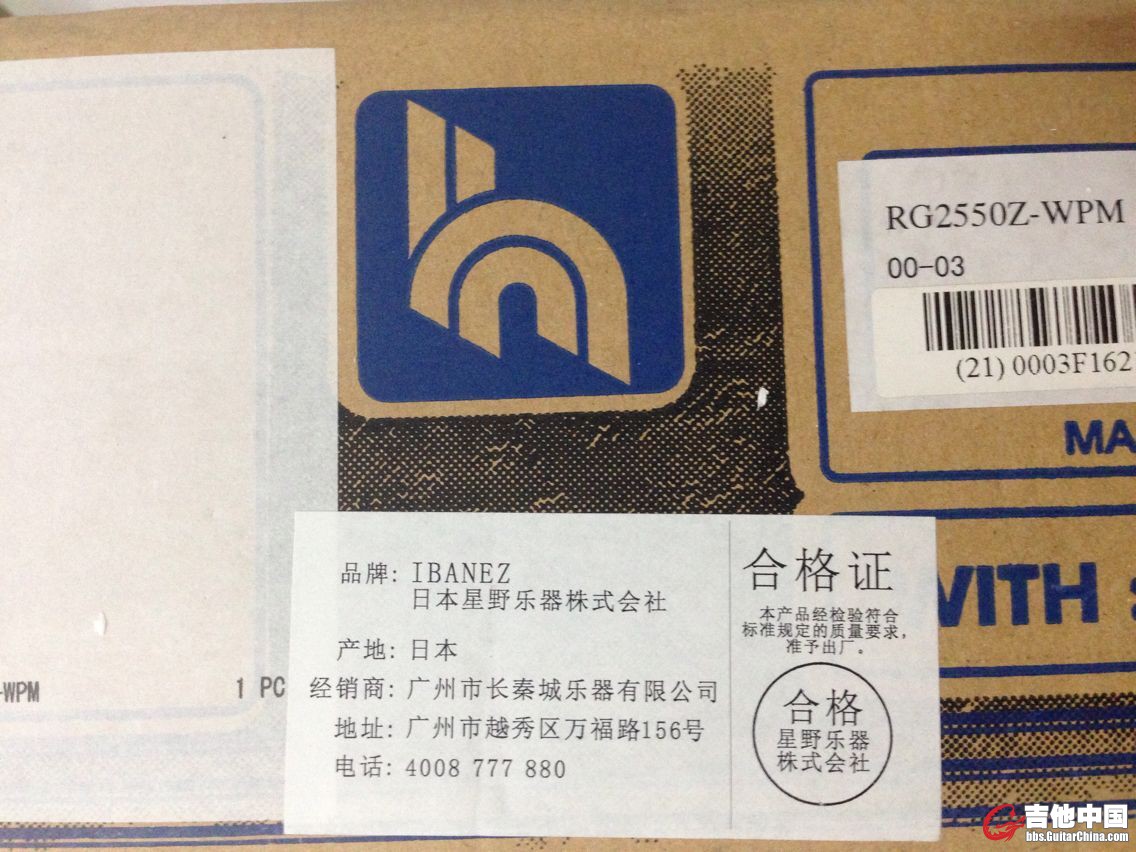 RG2550Z-WPM
00-03
(21) 0003F162
MA
WITH
-WPM
1 PC
品牌: IBANEZ
日本星野乐器株式会社
产地: 日本
经销商: 广州市长秦城乐器有限公司
地址: 广州市越秀区万福路156号
电话: 4008 777 880
合格证
本产品经检验符合
标准规定的质量要求,
准予出厂。
合格
星野乐器
株式会社
吉他中国
bbs.GuitarChina.com